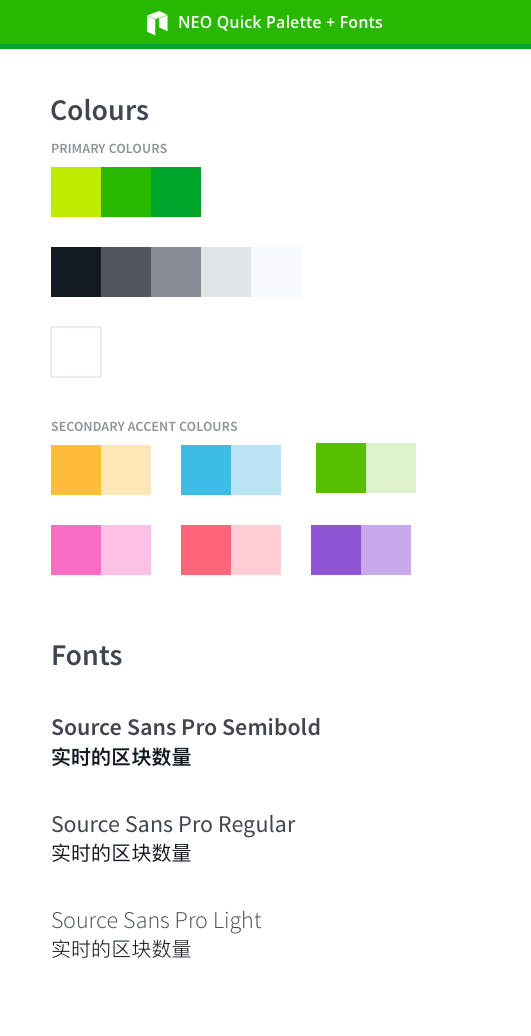 NEO Quick Palette + Fonts
Colours
PRIMARY COLOURS
SECONDARY ACCENT COLOURS
Fonts
Source Sans Pro Semibold
实时的区块数量
Source Sans Pro Regular
实时的区块数量
Source Sans Pro Light
实时的区块数量